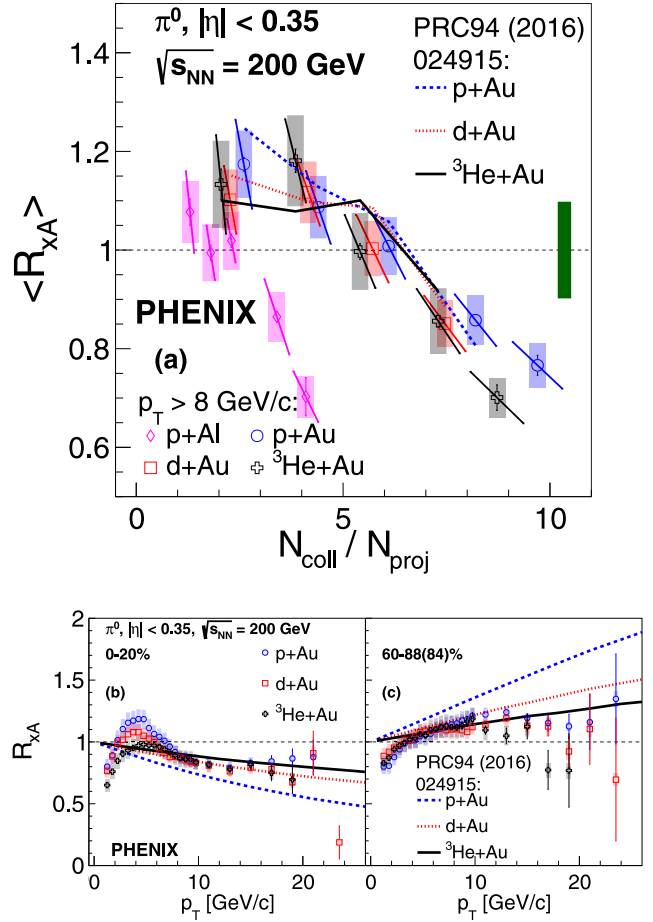 π⁰, |η| < 0.35
√sNN = 200 GeV
PRC94 (2016)
024915:
p+Au
d+Au
³He+Au
1.4
1.2
1
0.8
0.6
<RxA>
PHENIX
(a)
pT > 8 GeV/c:
p+Al
p+Au
d+Au
³He+Au
0
5
10
Ncoll / Nproj
2
1.5
1
0.5
0
RxA
π⁰, |η| < 0.35, √sNN = 200 GeV
0-20%
p+Au
(b)
d+Au
³He+Au
PHENIX
0
10
20
pT [GeV/c]
60-88(84)%
(c)
PRC94 (2016)
024915:
p+Au
d+Au
³He+Au
0
10
20
pT [GeV/c]